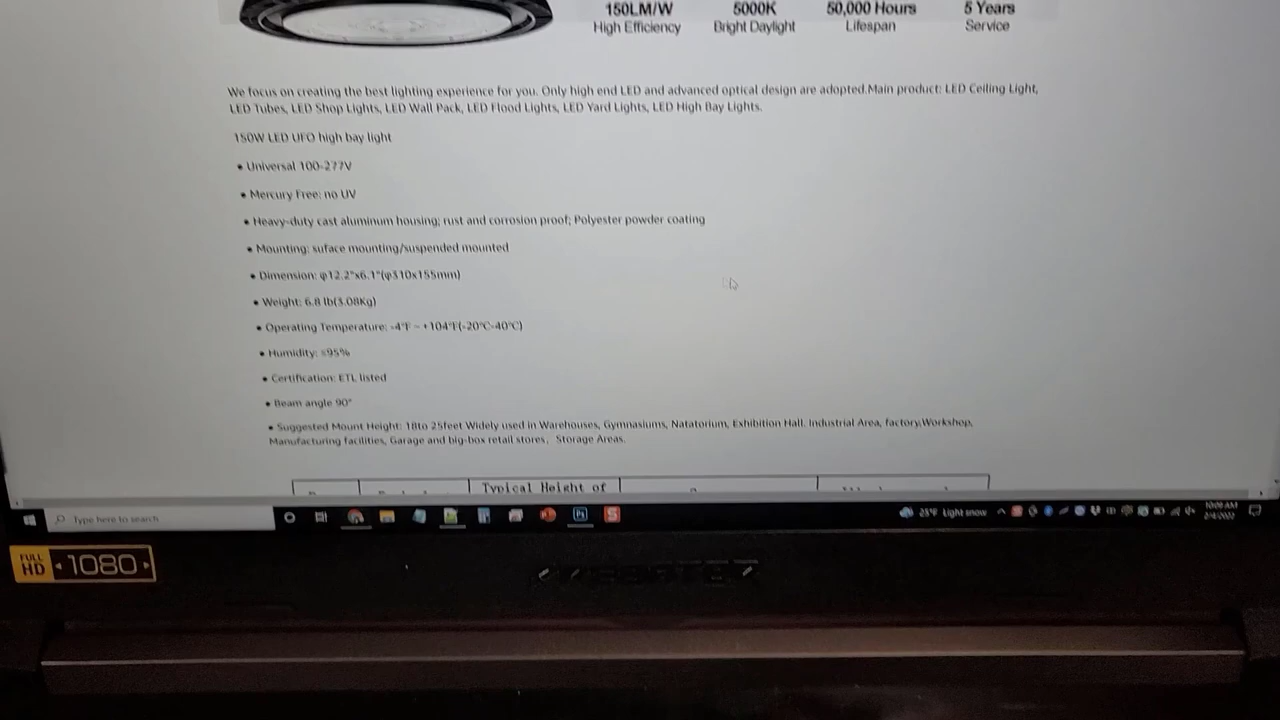 150LM/W 5000K 50,000 Hours 5 Years
High Efficiency Bright Daylight Lifespan Service
We focus on creating the best lighting experience for you. Only high end LED and advanced optical design are adopted.Main product: LED Ceiling Light,
LED Tubes, LED Shop Lights, LED Wall Pack, LED Flood Lights, LED Yard Lights, LED High Bay Lights.
150W LED UFO high bay light
• Universal 100-277V
• Mercury Free: no UV
• Heavy-duty cast aluminum housing; rust and corrosion proof; Polyester powder coating
• Mounting: suface mounting/suspended mounted
• Dimension: φ12.2"x6.1"(φ310x155mm)
• Weight: 6.8 lb(3.08Kg)
• Operating Temperature: -4°F ~ +104°F(-20°C-40°C)
• Humidity: ≤95%
• Certification: ETL listed
• Beam angle 90°
• Suggested Mount Height: 18to 25feet Widely used in Warehouses, Gymnasiums, Natatorium, Exhibition Hall. Industrial Area, factory,Workshop,
Manufacturing facilities, Garage and big-box retail stores, Storage Areas.
Typical Height of
Type here to search
25°F Light snow
10:06 AM
FULL HD 1080